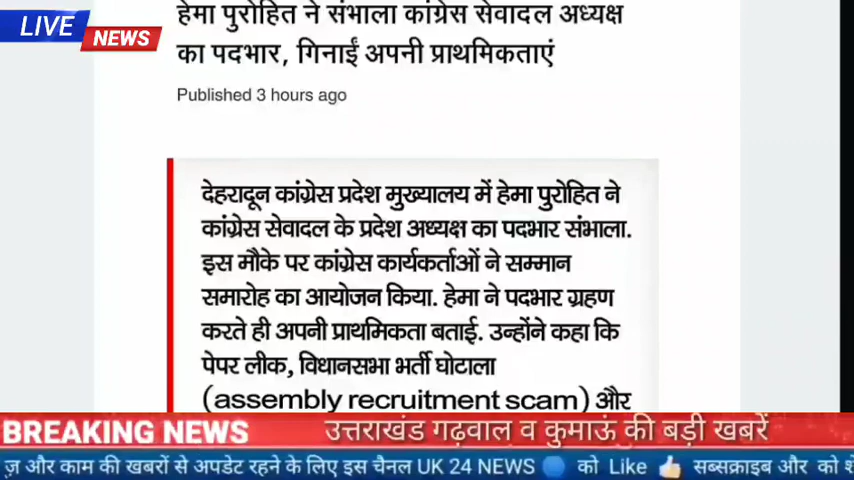 LIVE
NEWS
हेमा पुरोहित ने संभाला कांग्रेस सेवादल अध्यक्ष
का पदभार, गिनाईं अपनी प्राथमिकताएं
Published 3 hours ago
देहरादून कांग्रेस प्रदेश मुख्यालय में हेमा पुरोहित ने
कांग्रेस सेवादल के प्रदेश अध्यक्ष का पदभार संभाला.
इस मौके पर कांग्रेस कार्यकर्ताओं ने सम्मान
समारोह का आयोजन किया. हेमा ने पदभार ग्रहण
करते ही अपनी प्राथमिकता बताई. उन्होंने कहा कि
पेपर लीक, विधानसभा भर्ती घोटाला
(assembly recruitment scam) और
BREAKING NEWS
उत्तराखंड गढ़वाल व कुमाऊं की बड़ी खबरें
ज़ और काम की खबरों से अपडेट रहने के लिए इस चैनल UK 24 NEWS 🔵 को Like 👍 सब्सक्राइब और को